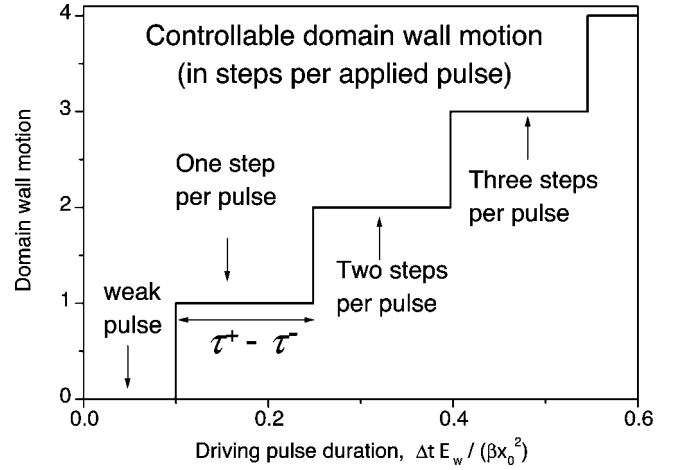 Controllable domain wall motion
(in steps per applied pulse)
4
3
2
1
0
Domain wall motion
One step
per pulse
Three steps
per pulse
Two steps
per pulse
weak
pulse
τ⁺ - τ⁻
0.0
0.2
0.4
0.6
Driving pulse duration, Δt E_w / (βx₀²)